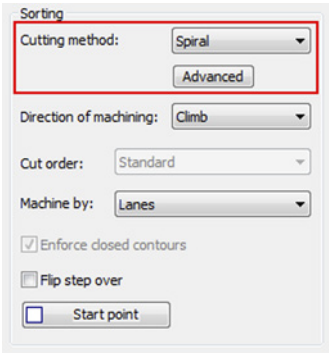 Sorting
Cutting method: Spiral
Advanced
Direction of machining: Climb
Cut order: Standard
Machine by: Lanes
Enforce closed contours
Flip step over
Start point